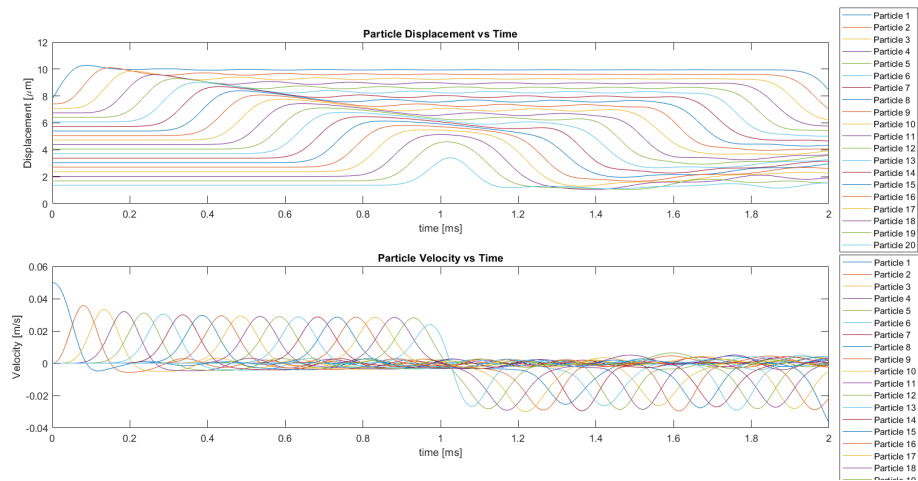 Particle Displacement vs Time
Displacement [μm]
12
10
8
6
4
2
0
0
0.2
0.4
0.6
0.8
1
1.2
1.4
1.6
1.8
2
time [ms]
Particle 1
Particle 2
Particle 3
Particle 4
Particle 5
Particle 6
Particle 7
Particle 8
Particle 9
Particle 10
Particle 11
Particle 12
Particle 13
Particle 14
Particle 15
Particle 16
Particle 17
Particle 18
Particle 19
Particle 20
Particle Velocity vs Time
Velocity [m/s]
0.06
0.04
0.02
0
-0.02
-0.04
0
0.2
0.4
0.6
0.8
1
1.2
1.4
1.6
1.8
2
time [ms]
Particle 1
Particle 2
Particle 3
Particle 4
Particle 5
Particle 6
Particle 7
Particle 8
Particle 9
Particle 10
Particle 11
Particle 12
Particle 13
Particle 14
Particle 15
Particle 16
Particle 17
Particle 18